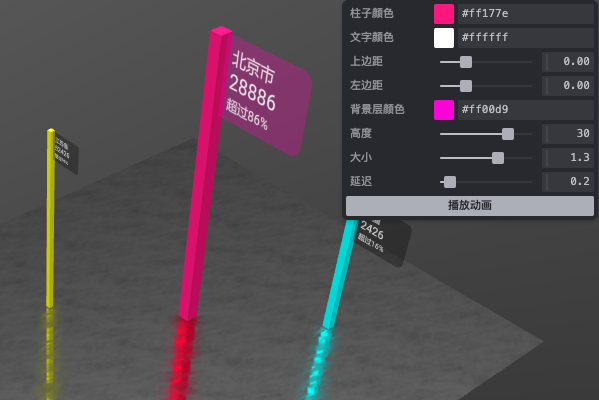 柱子颜色 #ff177e
文字颜色 #ffffff
上边距 0.00
左边距 0.00
背景层颜色 #ff00d9
高度 30
大小 1.3
延迟 0.2
播放动画
北京市
28886
超过86%
2426
超过16%